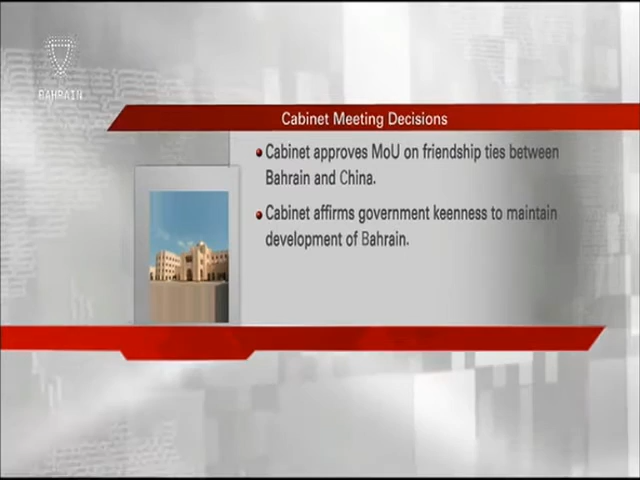 BAHRAIN
Cabinet Meeting Decisions
Cabinet approves MoU on friendship ties between
Bahrain and China.
Cabinet affirms government keenness to maintain
development of Bahrain.